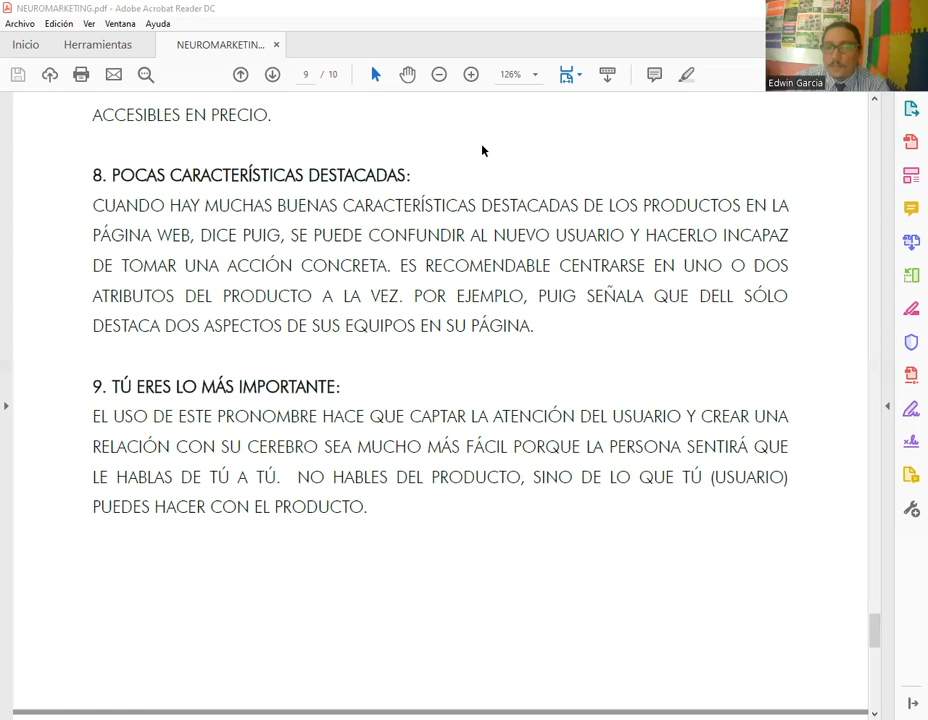 NEUROMARKETING.pdf - Adobe Acrobat Reader DC
Archivo Edición Ver Ventana Ayuda
Inicio Herramientas NEUROMARKETIN... ×
9 / 10 126%
Edwin Garcia
ACCESIBLES EN PRECIO.
8. POCAS CARACTERÍSTICAS DESTACADAS:
CUANDO HAY MUCHAS BUENAS CARACTERÍSTICAS DESTACADAS DE LOS PRODUCTOS EN LA
PÁGINA WEB, DICE PUIG, SE PUEDE CONFUNDIR AL NUEVO USUARIO Y HACERLO INCAPAZ
DE TOMAR UNA ACCIÓN CONCRETA. ES RECOMENDABLE CENTRARSE EN UNO O DOS
ATRIBUTOS DEL PRODUCTO A LA VEZ. POR EJEMPLO, PUIG SEÑALA QUE DELL SÓLO
DESTACA DOS ASPECTOS DE SUS EQUIPOS EN SU PÁGINA.
9. TÚ ERES LO MÁS IMPORTANTE:
EL USO DE ESTE PRONOMBRE HACE QUE CAPTAR LA ATENCIÓN DEL USUARIO Y CREAR UNA
RELACIÓN CON SU CEREBRO SEA MUCHO MÁS FÁCIL PORQUE LA PERSONA SENTIRÁ QUE
LE HABLAS DE TÚ A TÚ. NO HABLES DEL PRODUCTO, SINO DE LO QUE TÚ (USUARIO)
PUEDES HACER CON EL PRODUCTO.